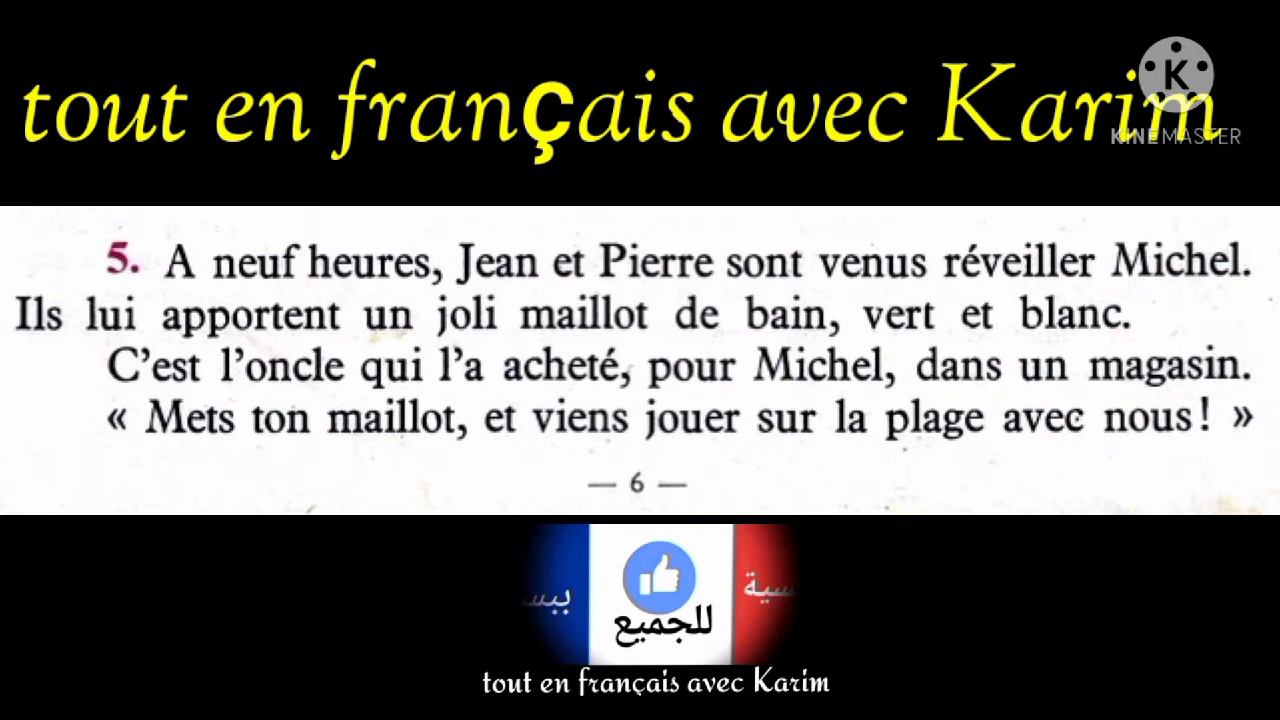 tout en français avec Karim
KINEMASTER
5. A neuf heures, Jean et Pierre sont venus réveiller Michel.
Ils lui apportent un joli maillot de bain, vert et blanc.
C'est l'oncle qui l'a acheté, pour Michel, dans un magasin.
« Mets ton maillot, et viens jouer sur la plage avec nous! »
— 6 —
للجميع
tout en français avec Karim